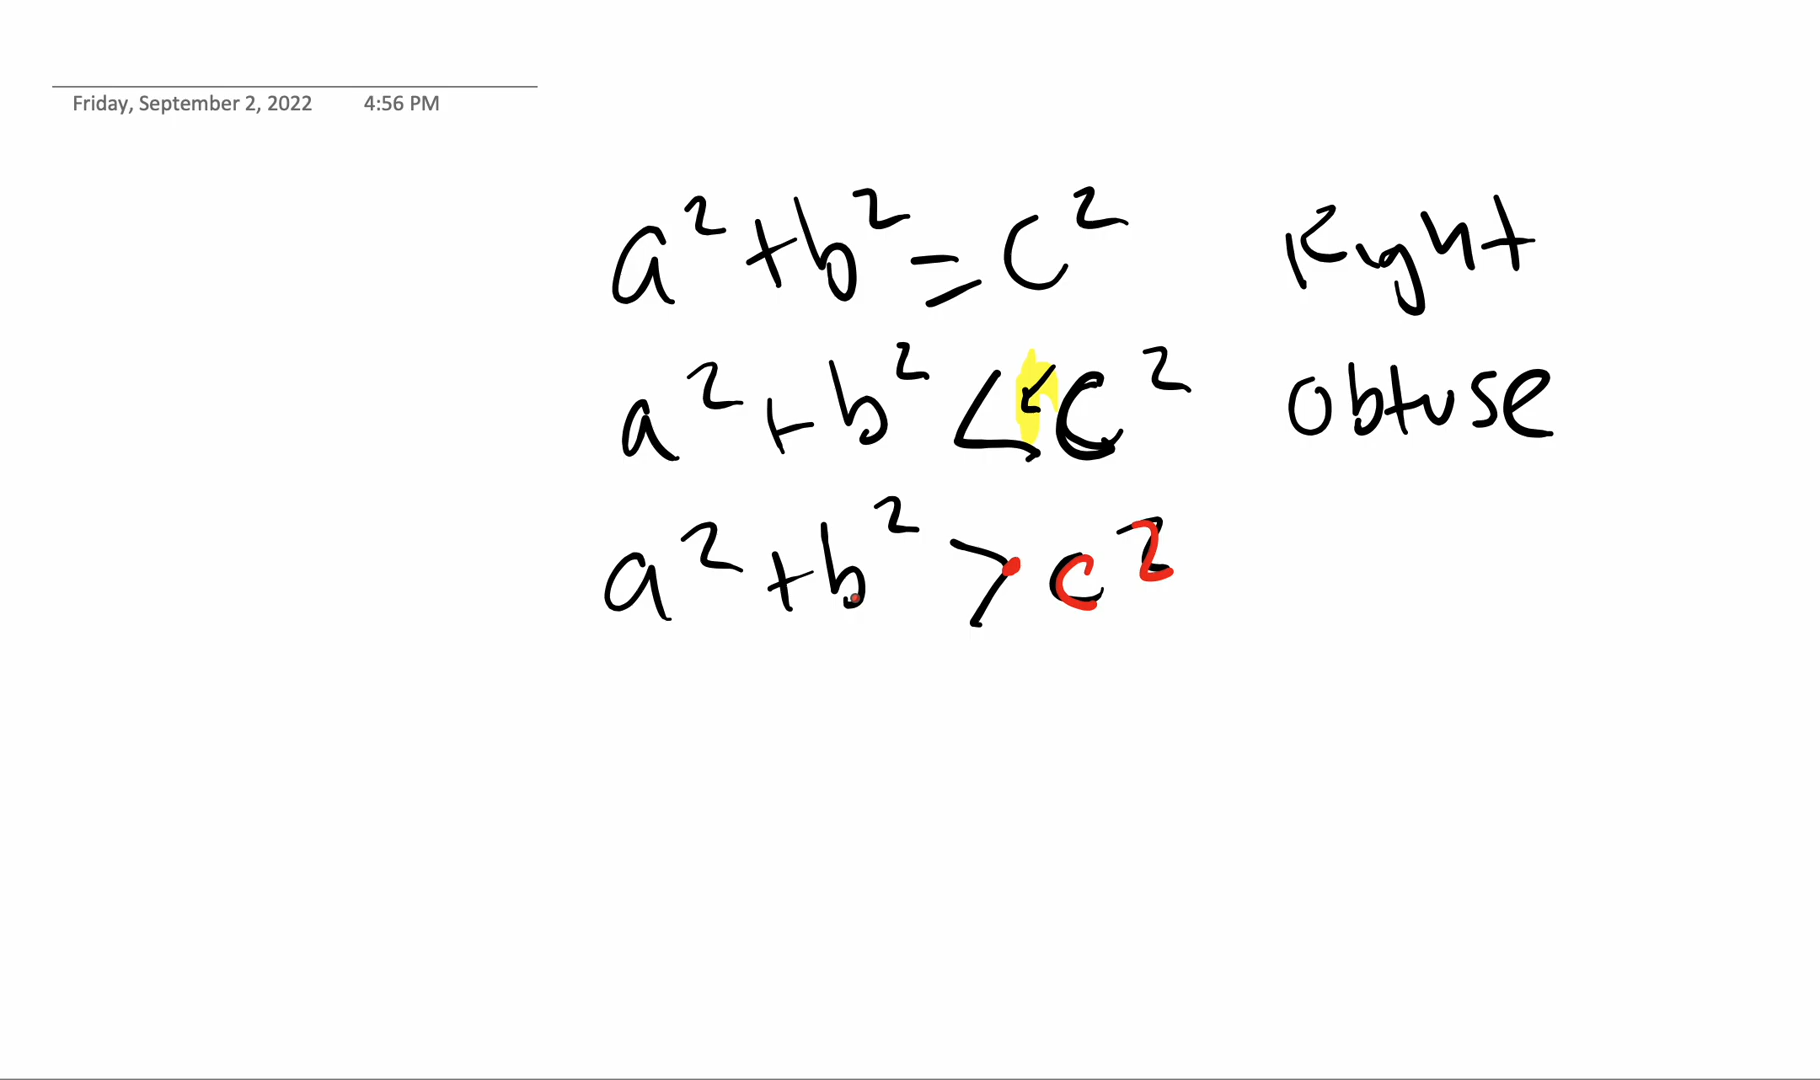 Friday, September 2, 2022 4:56 PM
a² + b² = c² Right
a² + b² < c² obtuse
a² + b² > c²